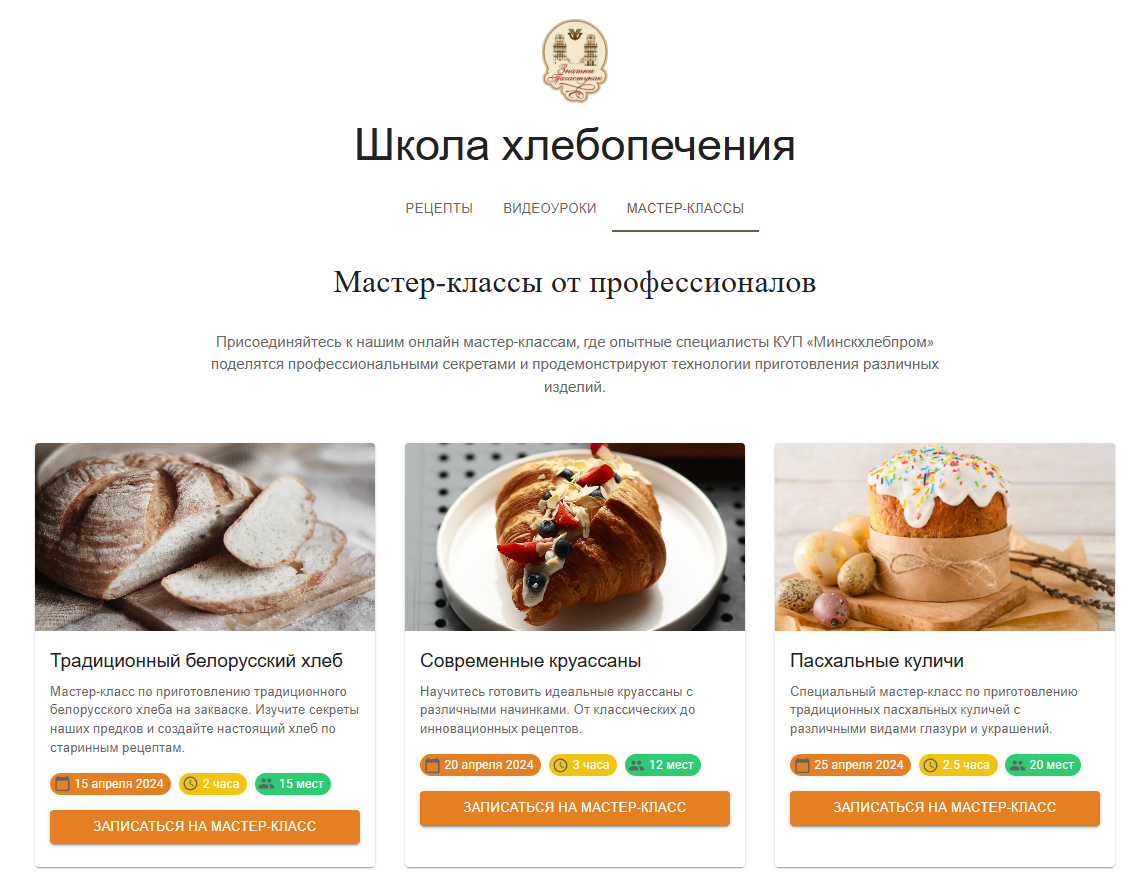 Знатны
Пачастунак
Школа хлебопечения
РЕЦЕПТЫ ВИДЕОУРОКИ МАСТЕР-КЛАССЫ
Мастер-классы от профессионалов
Присоединяйтесь к нашим онлайн мастер-классам, где опытные специалисты КУП «Минскхлебпром»
поделятся профессиональными секретами и продемонстрируют технологии приготовления различных
изделий.
Традиционный белорусский хлеб
Мастер-класс по приготовлению традиционного
белорусского хлеба на закваске. Изучите секреты
наших предков и создайте настоящий хлеб по
старинным рецептам.
15 апреля 2024 2 часа 15 мест
ЗАПИСАТЬСЯ НА МАСТЕР-КЛАСС
Современные круассаны
Научитесь готовить идеальные круассаны с
различными начинками. От классических до
инновационных рецептов.
20 апреля 2024 3 часа 12 мест
ЗАПИСАТЬСЯ НА МАСТЕР-КЛАСС
Пасхальные куличи
Специальный мастер-класс по приготовлению
традиционных пасхальных куличей с
различными видами глазури и украшений.
25 апреля 2024 2.5 часа 20 мест
ЗАПИСАТЬСЯ НА МАСТЕР-КЛАСС